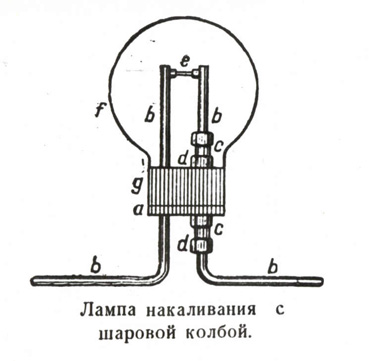 e
f b b
c
d
g
a
c
d
b b
Лампа накаливания с
шаровой колбой.